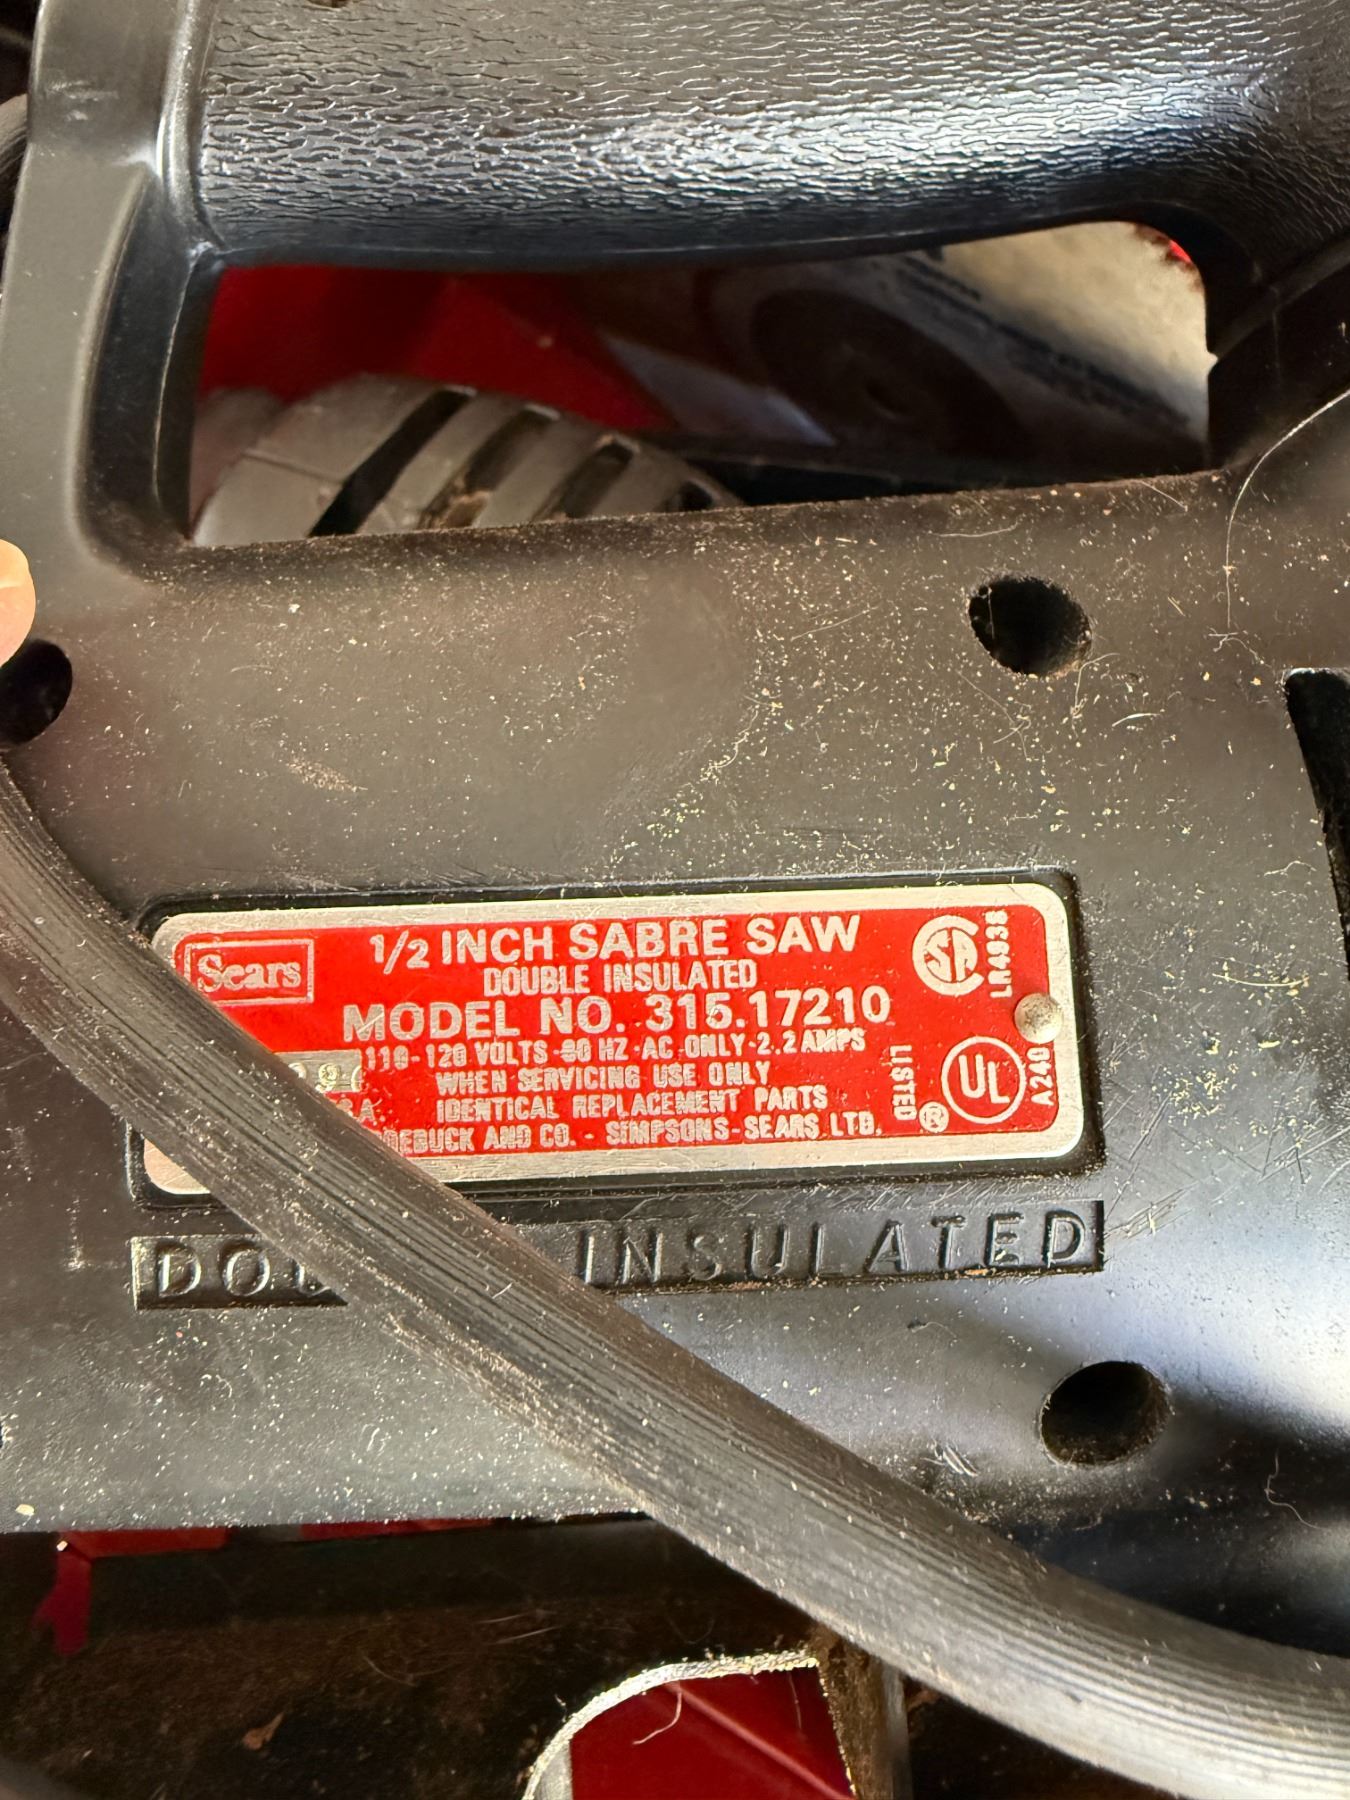 Sears
1/2 INCH SABRE SAW
DOUBLE INSULATED
MODEL NO. 315.17210
110-120 VOLTS-60 HZ-AC ONLY-2.2 AMPS
WHEN SERVICING USE ONLY
IDENTICAL REPLACEMENT PARTS
OEBUCK AND CO. - SIMPSONS-SEARS LTD.
SA
LR4938
LISTED
UL
®
A240
INSULATED